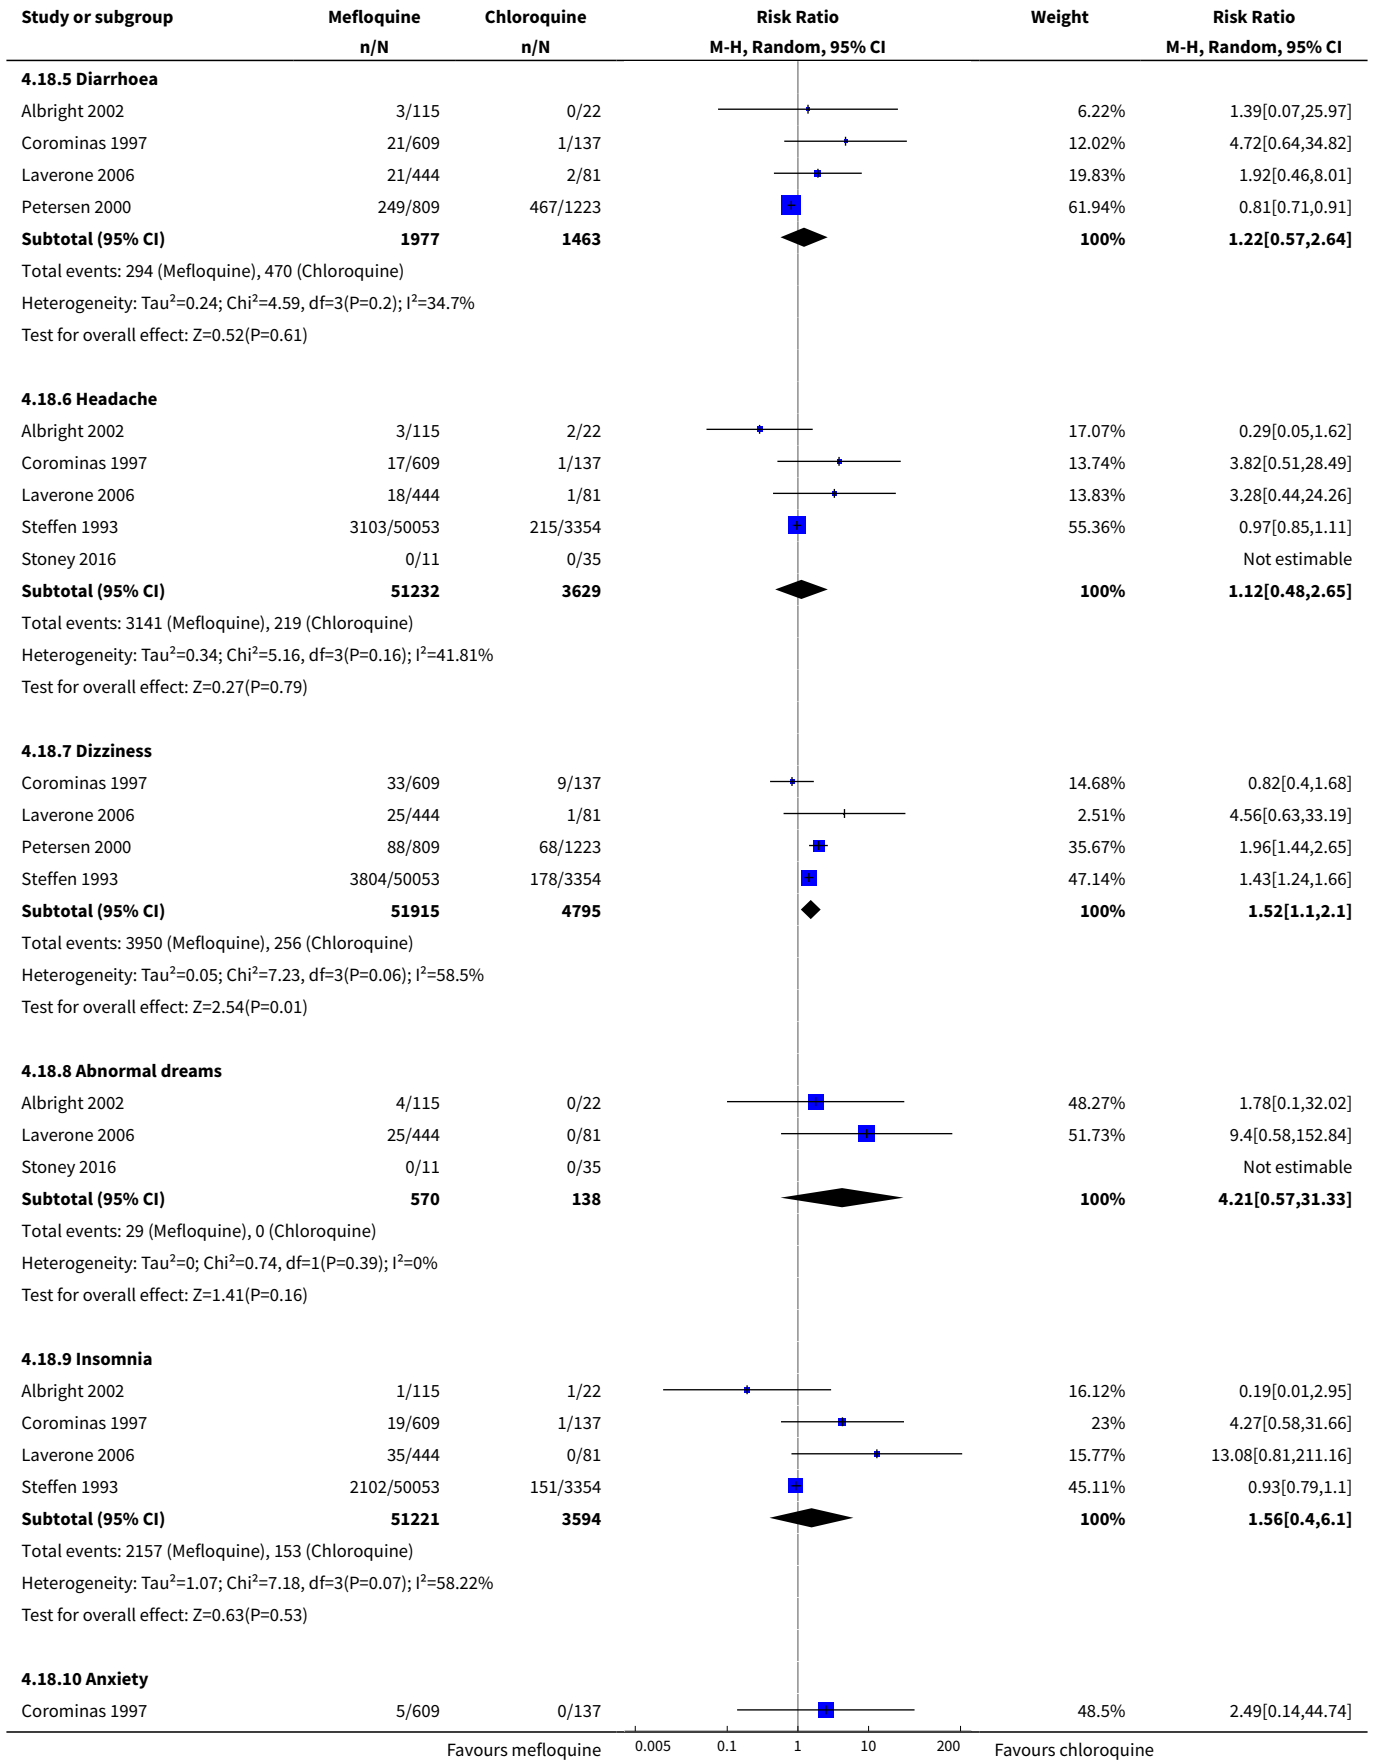 Study or subgroup Mefloquine Chloroquine Risk Ratio Weight Risk Ratio
n/N n/N M-H, Random, 95% CI M-H, Random, 95% CI
4.18.5 Diarrhoea
Albright 2002 3/115 0/22 6.22% 1.39[0.07,25.97]
Corominas 1997 21/609 1/137 12.02% 4.72[0.64,34.82]
Laverone 2006 21/444 2/81 19.83% 1.92[0.46,8.01]
Petersen 2000 249/809 467/1223 61.94% 0.81[0.71,0.91]
Subtotal (95% CI) 1977 1463 100% 1.22[0.57,2.64]
Total events: 294 (Mefloquine), 470 (Chloroquine)
Heterogeneity: Tau²=0.24; Chi²=4.59, df=3(P=0.2); I²=34.7%
Test for overall effect: Z=0.52(P=0.61)
4.18.6 Headache
Albright 2002 3/115 2/22 17.07% 0.29[0.05,1.62]
Corominas 1997 17/609 1/137 13.74% 3.82[0.51,28.49]
Laverone 2006 18/444 1/81 13.83% 3.28[0.44,24.26]
Steffen 1993 3103/50053 215/3354 55.36% 0.97[0.85,1.11]
Stoney 2016 0/11 0/35 Not estimable
Subtotal (95% CI) 51232 3629 100% 1.12[0.48,2.65]
Total events: 3141 (Mefloquine), 219 (Chloroquine)
Heterogeneity: Tau²=0.34; Chi²=5.16, df=3(P=0.16); I²=41.81%
Test for overall effect: Z=0.27(P=0.79)
4.18.7 Dizziness
Corominas 1997 33/609 9/137 14.68% 0.82[0.4,1.68]
Laverone 2006 25/444 1/81 2.51% 4.56[0.63,33.19]
Petersen 2000 88/809 68/1223 35.67% 1.96[1.44,2.65]
Steffen 1993 3804/50053 178/3354 47.14% 1.43[1.24,1.66]
Subtotal (95% CI) 51915 4795 100% 1.52[1.1,2.1]
Total events: 3950 (Mefloquine), 256 (Chloroquine)
Heterogeneity: Tau²=0.05; Chi²=7.23, df=3(P=0.06); I²=58.5%
Test for overall effect: Z=2.54(P=0.01)
4.18.8 Abnormal dreams
Albright 2002 4/115 0/22 48.27% 1.78[0.1,32.02]
Laverone 2006 25/444 0/81 51.73% 9.4[0.58,152.84]
Stoney 2016 0/11 0/35 Not estimable
Subtotal (95% CI) 570 138 100% 4.21[0.57,31.33]
Total events: 29 (Mefloquine), 0 (Chloroquine)
Heterogeneity: Tau²=0; Chi²=0.74, df=1(P=0.39); I²=0%
Test for overall effect: Z=1.41(P=0.16)
4.18.9 Insomnia
Albright 2002 1/115 1/22 16.12% 0.19[0.01,2.95]
Corominas 1997 19/609 1/137 23% 4.27[0.58,31.66]
Laverone 2006 35/444 0/81 15.77% 13.08[0.81,211.16]
Steffen 1993 2102/50053 151/3354 45.11% 0.93[0.79,1.1]
Subtotal (95% CI) 51221 3594 100% 1.56[0.4,6.1]
Total events: 2157 (Mefloquine), 153 (Chloroquine)
Heterogeneity: Tau²=1.07; Chi²=7.18, df=3(P=0.07); I²=58.22%
Test for overall effect: Z=0.63(P=0.53)
4.18.10 Anxiety
Corominas 1997 5/609 0/137 48.5% 2.49[0.14,44.74]
Favours mefloquine 0.005 0.1 1 10 200 Favours chloroquine